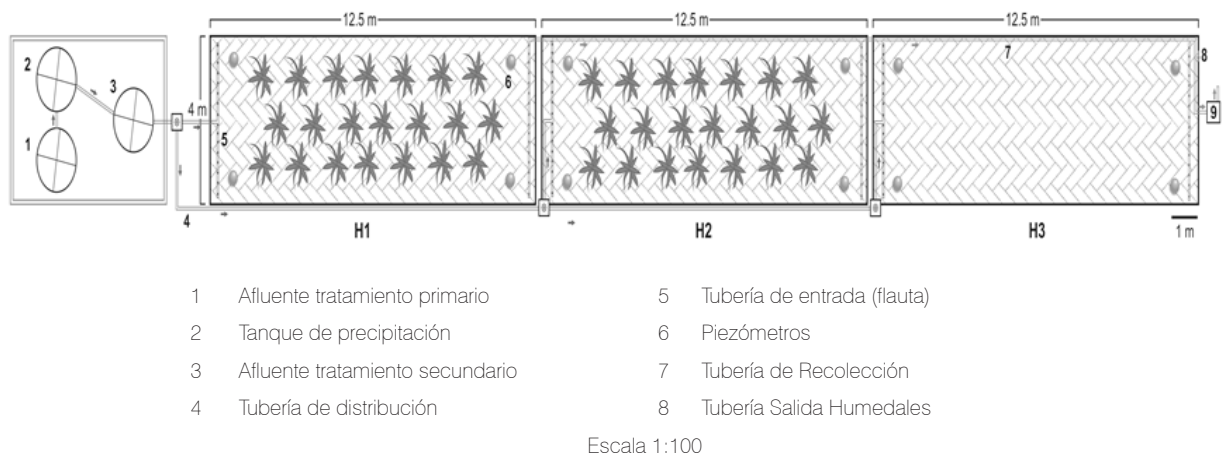 12.5 m 12.5 m 12.5 m
2 3 1 4 m 5 6 7 8 9
4 H1 H2 H3 1 m
1 Afluente tratamiento primario
2 Tanque de precipitación
3 Afluente tratamiento secundario
4 Tubería de distribución
5 Tubería de entrada (flauta)
6 Piezómetros
7 Tubería de Recolección
8 Tubería Salida Humedales
Escala 1:100